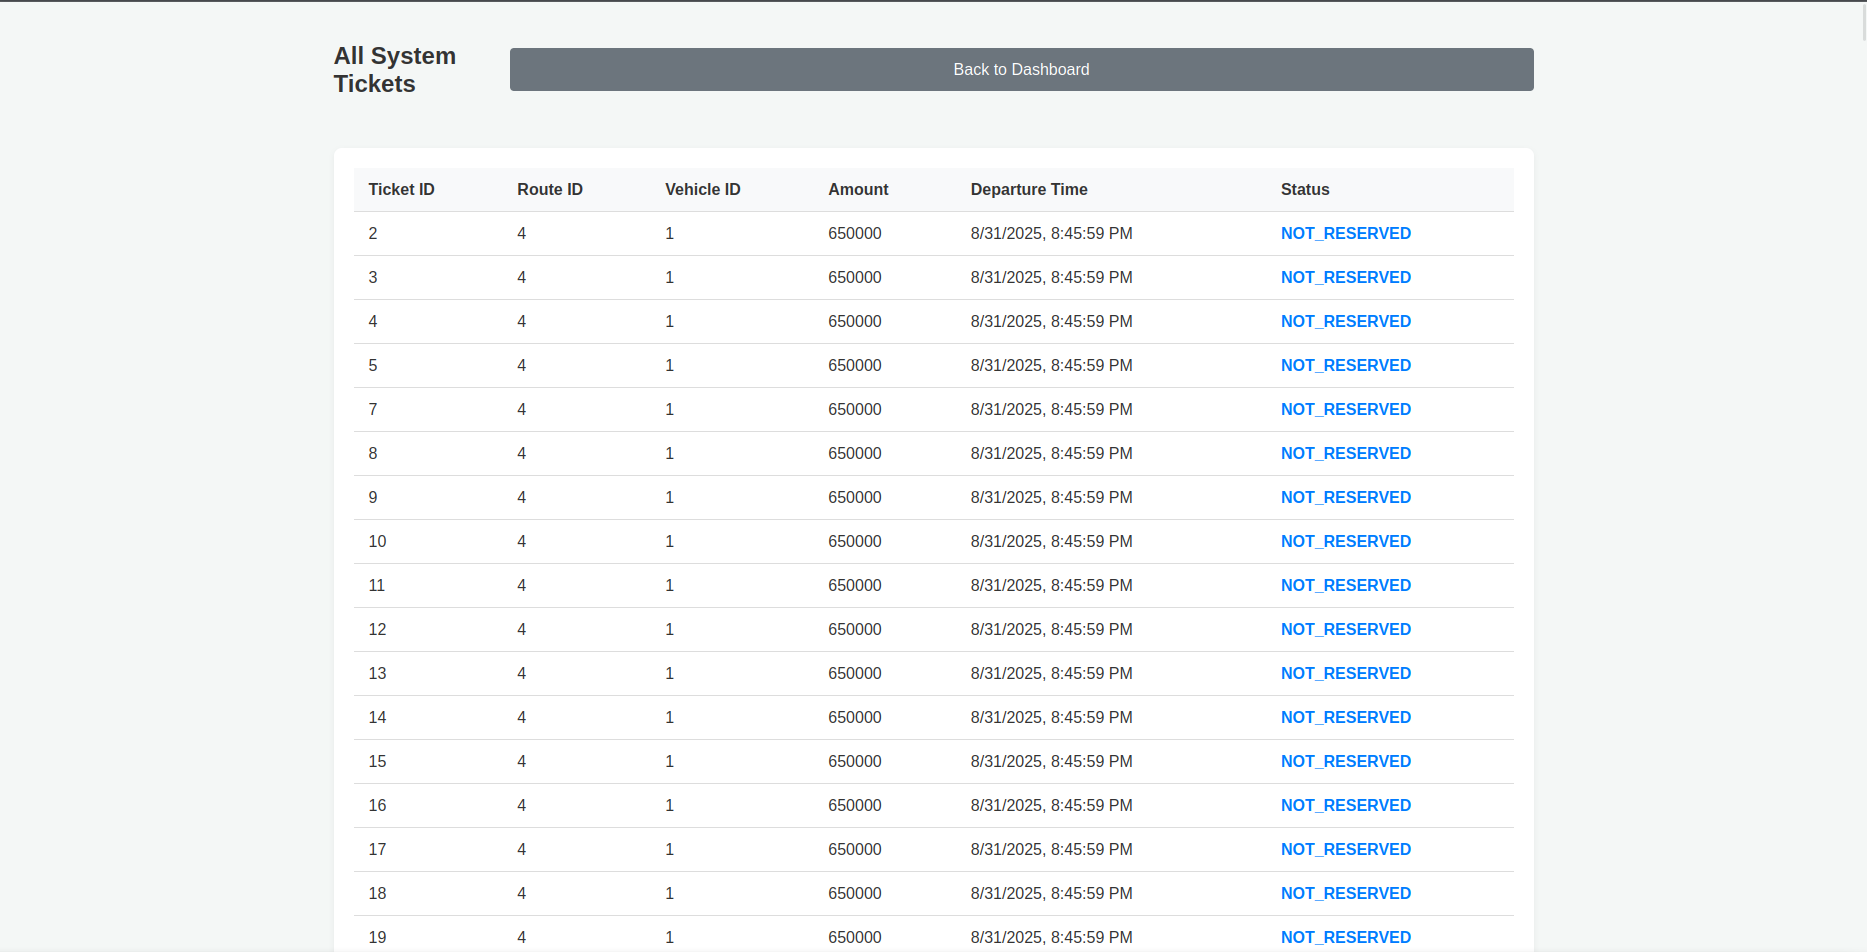 All System
Tickets
Back to Dashboard
Ticket ID Route ID Vehicle ID Amount Departure Time Status
2 4 1 650000 8/31/2025, 8:45:59 PM NOT_RESERVED
3 4 1 650000 8/31/2025, 8:45:59 PM NOT_RESERVED
4 4 1 650000 8/31/2025, 8:45:59 PM NOT_RESERVED
5 4 1 650000 8/31/2025, 8:45:59 PM NOT_RESERVED
7 4 1 650000 8/31/2025, 8:45:59 PM NOT_RESERVED
8 4 1 650000 8/31/2025, 8:45:59 PM NOT_RESERVED
9 4 1 650000 8/31/2025, 8:45:59 PM NOT_RESERVED
10 4 1 650000 8/31/2025, 8:45:59 PM NOT_RESERVED
11 4 1 650000 8/31/2025, 8:45:59 PM NOT_RESERVED
12 4 1 650000 8/31/2025, 8:45:59 PM NOT_RESERVED
13 4 1 650000 8/31/2025, 8:45:59 PM NOT_RESERVED
14 4 1 650000 8/31/2025, 8:45:59 PM NOT_RESERVED
15 4 1 650000 8/31/2025, 8:45:59 PM NOT_RESERVED
16 4 1 650000 8/31/2025, 8:45:59 PM NOT_RESERVED
17 4 1 650000 8/31/2025, 8:45:59 PM NOT_RESERVED
18 4 1 650000 8/31/2025, 8:45:59 PM NOT_RESERVED
19 4 1 650000 8/31/2025, 8:45:59 PM NOT_RESERVED